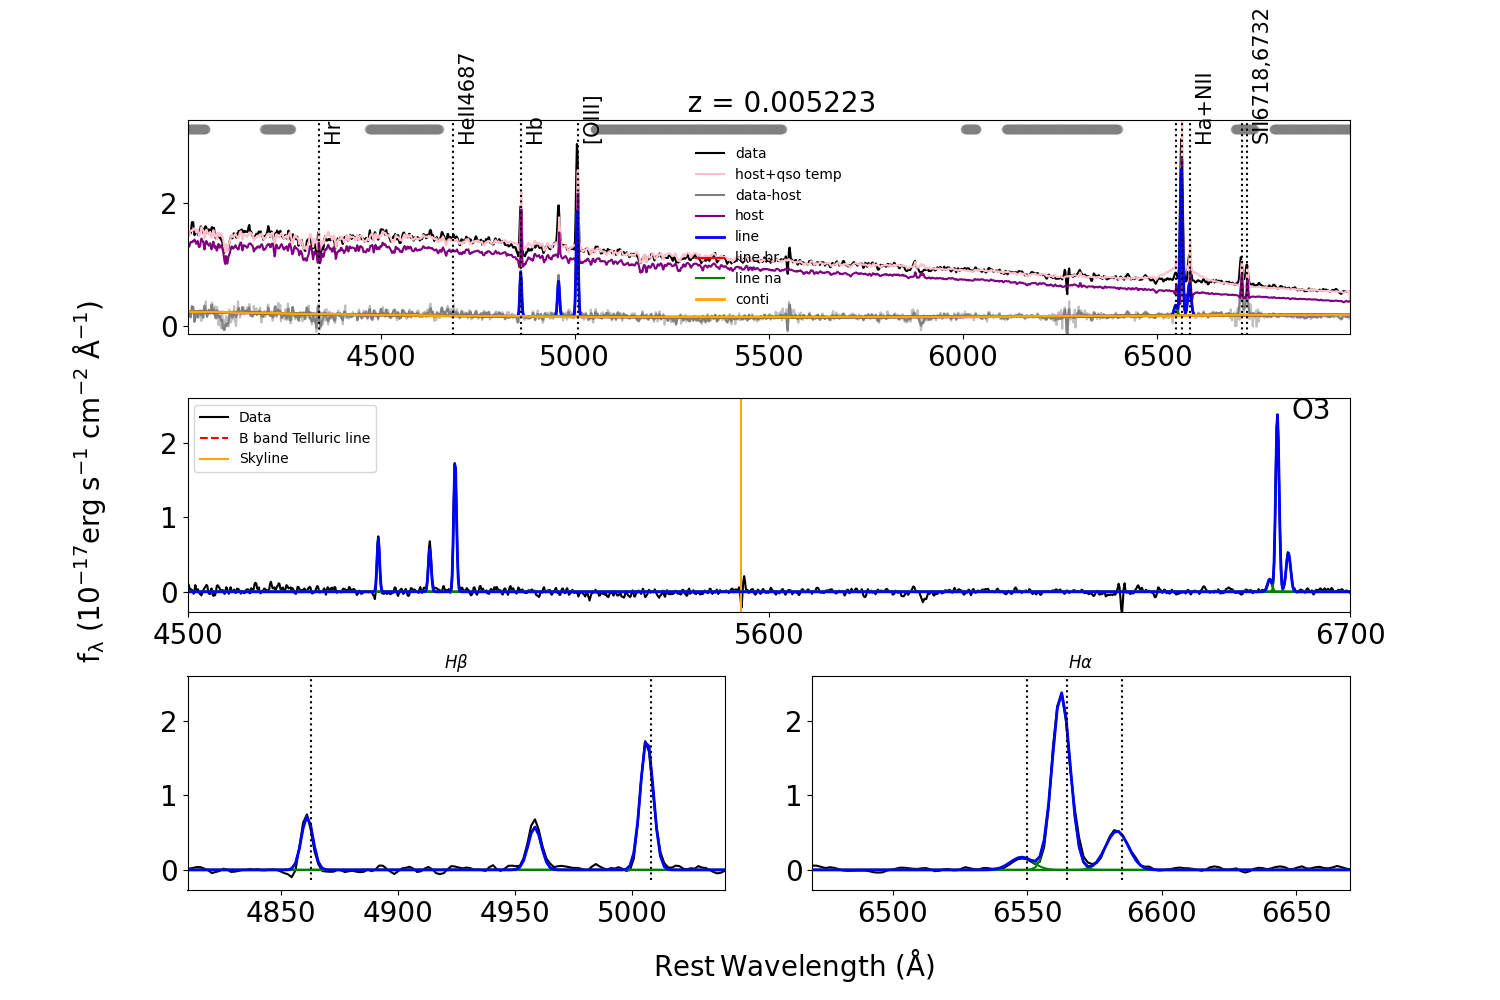 z = 0.005223
Hr
HeII4687
Hb
[OIII]
Ha+NII
SII6718,6732
data
host+qso temp
data-host
host
line
line br
line na
conti
2
0
4500 5000 5500 6000 6500
Data
B band Telluric line
Skyline
O3
2
1
0
4500 5600 6700
fλ (10⁻¹⁷erg s⁻¹ cm⁻² Å⁻¹)
Hβ
2
1
0
4850 4900 4950 5000
Hα
2
1
0
6500 6550 6600 6650
Rest Wavelength (Å)